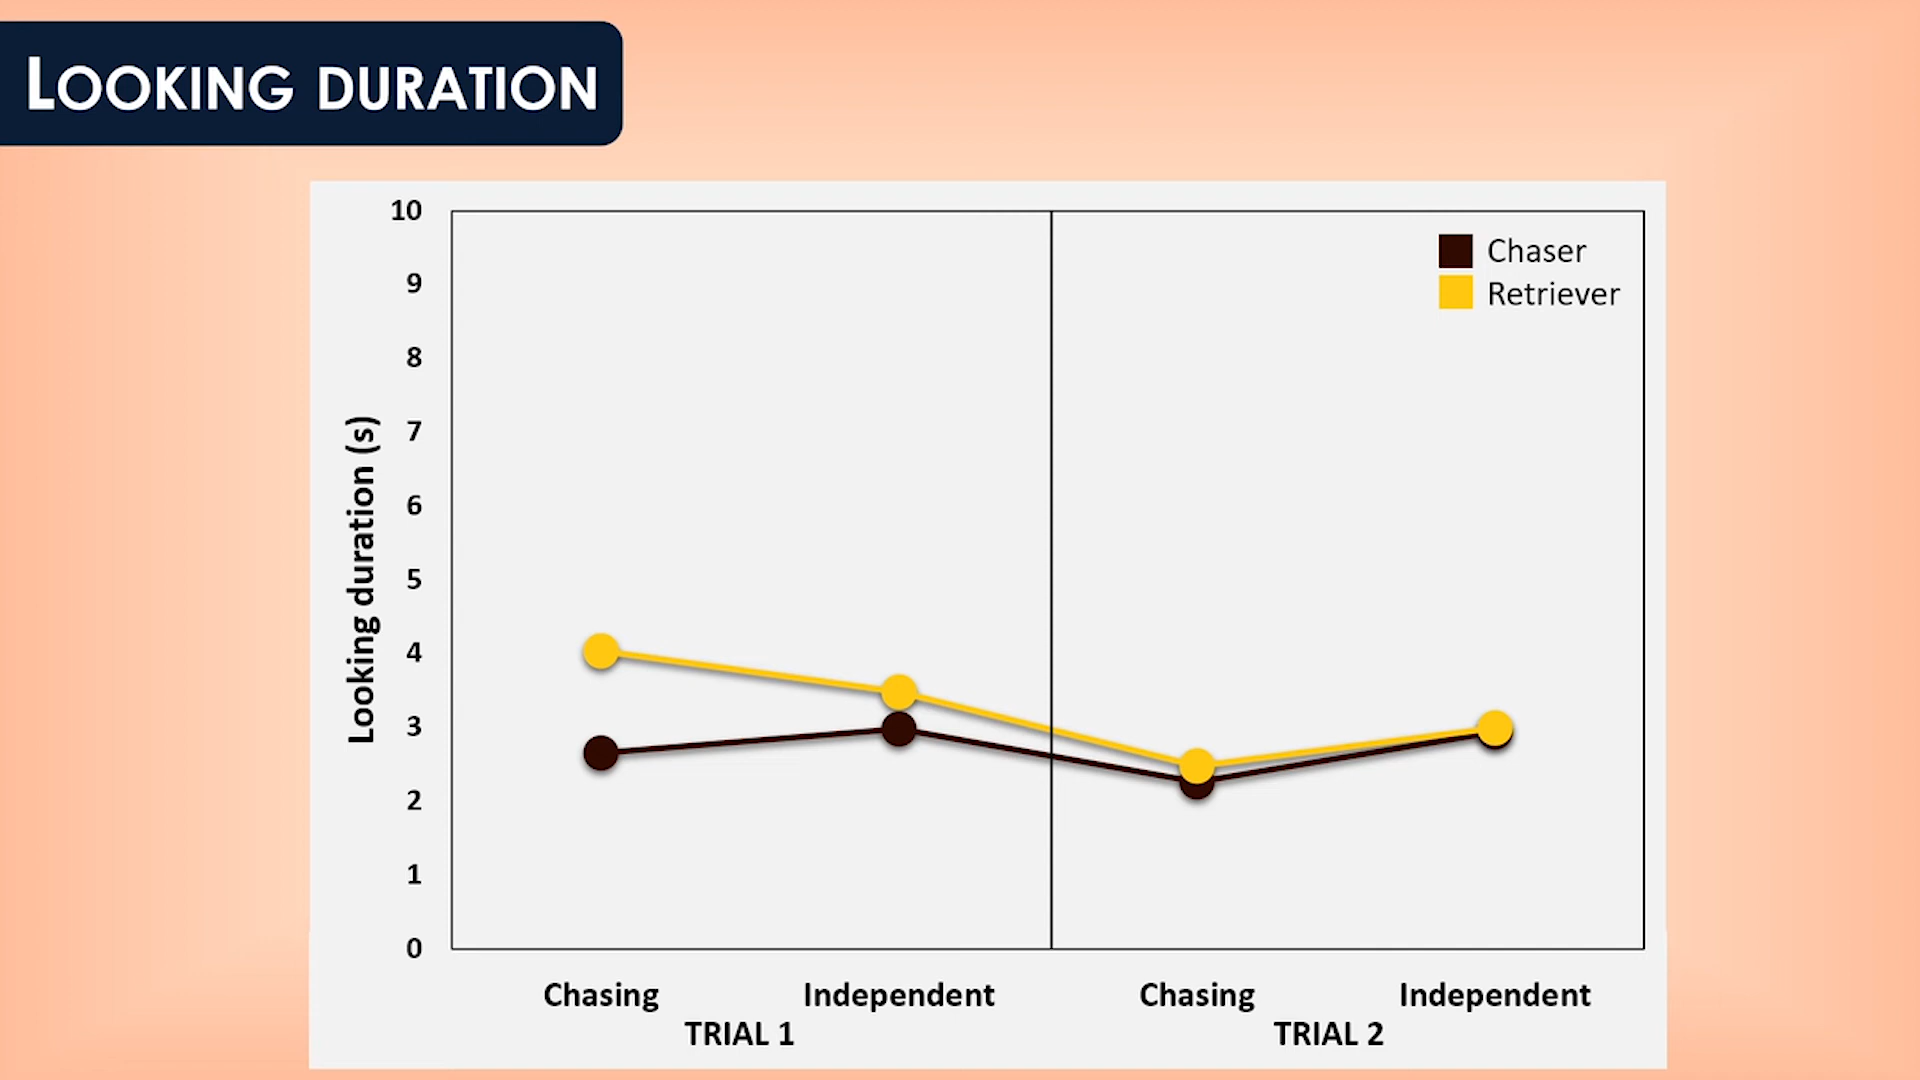 LOOKING DURATION
10
9
8
7
6
5
4
3
2
1
0
Looking duration (s)
Chaser
Retriever
Chasing Independent Chasing Independent
TRIAL 1 TRIAL 2